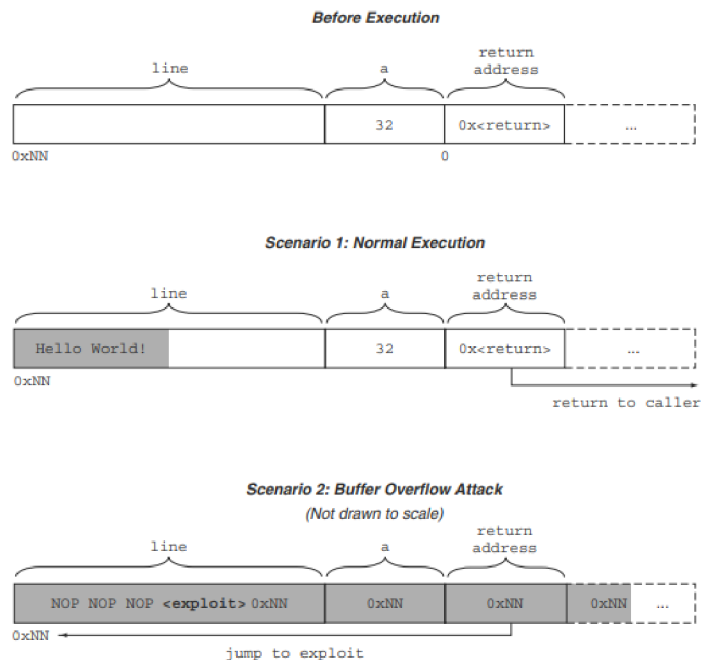 Before Execution
return
line a address
32 0x<return> ...
0xNN 0
Scenario 1: Normal Execution
return
line a address
Hello World! 32 0x<return> ...
0xNN
return to caller
Scenario 2: Buffer Overflow Attack
(Not drawn to scale)
return
line a address
NOP NOP NOP <exploit> 0xNN 0xNN 0xNN 0xNN ...
0xNN
jump to exploit